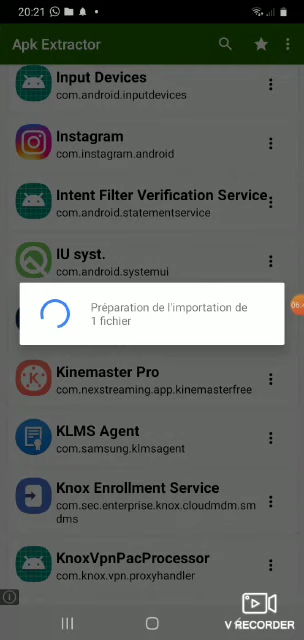 20:21
Apk Extractor
Input Devices
com.android.inputdevices
Instagram
com.instagram.android
Intent Filter Verification Service
com.android.statementservice
IU syst.
com.android.systemui
Préparation de l'importation de
1 fichier
06:4
Kinemaster Pro
com.nexstreaming.app.kinemasterfree
KLMS Agent
com.samsung.klmsagent
Knox Enrollment Service
com.sec.enterprise.knox.cloudmdm.sm
dms
KnoxVpnPacProcessor
com.knox.vpn.proxyhandler
V RECORDER